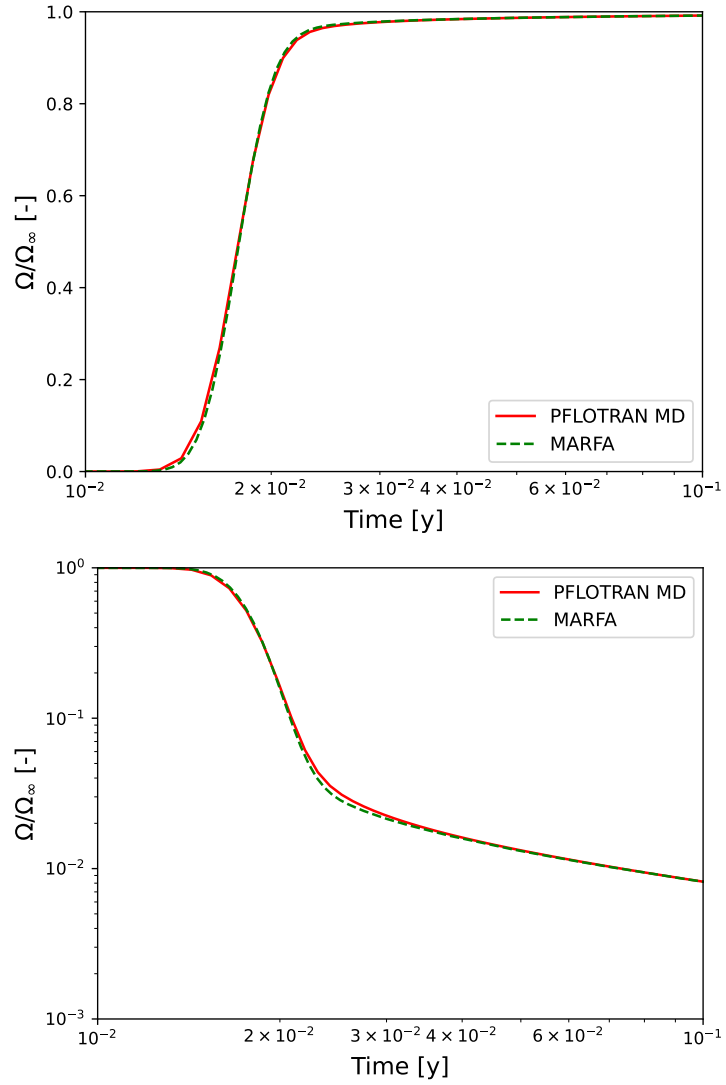 1.0
0.8
0.6
0.4
0.2
0.0
Ω/Ω∞ [-]
PFLOTRAN MD
MARFA
10⁻² 2 × 10⁻² 3 × 10⁻² 4 × 10⁻² 6 × 10⁻² 10⁻¹
Time [y]
10⁰
10⁻¹
10⁻²
10⁻³
Ω/Ω∞ [-]
PFLOTRAN MD
MARFA
10⁻² 2 × 10⁻² 3 × 10⁻² 4 × 10⁻² 6 × 10⁻² 10⁻¹
Time [y]